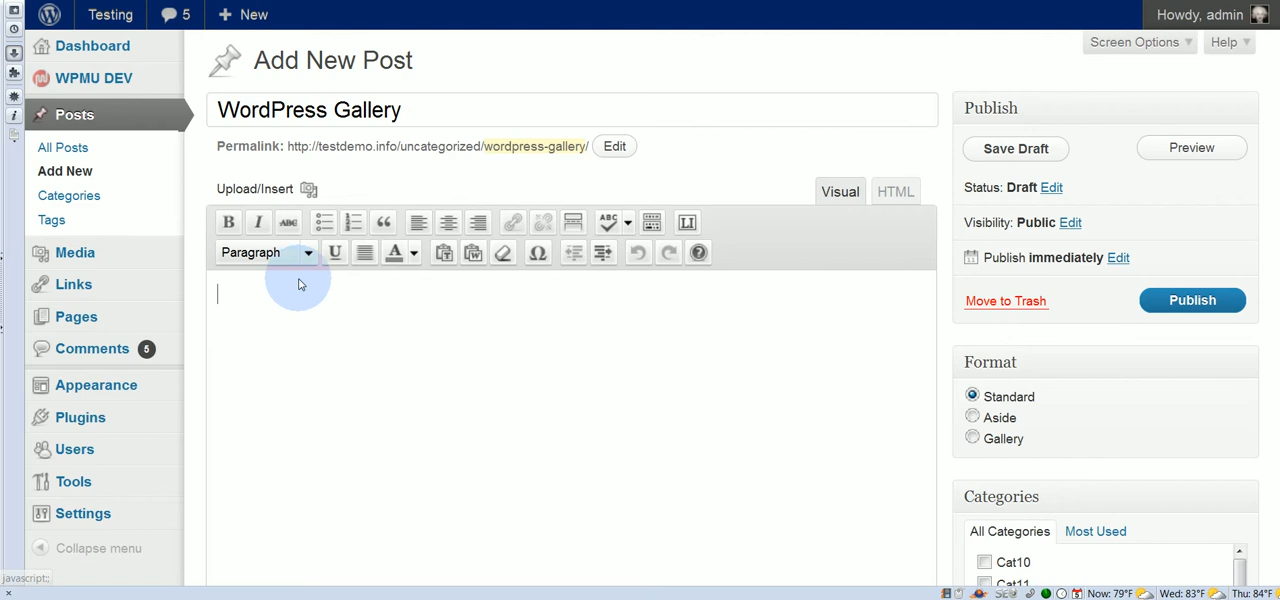 Testing 5 + New Howdy, admin
Dashboard
WPMU DEV
Posts
All Posts
Add New
Categories
Tags
Media
Links
Pages
Comments 5
Appearance
Plugins
Users
Tools
Settings
Collapse menu
javascript:;
Screen Options Help
Add New Post
WordPress Gallery
Permalink: http://testdemo.info/uncategorized/wordpress-gallery/ Edit
Upload/Insert Visual HTML
B I ABC ABC
Paragraph U A Ω
Publish
Save Draft Preview
Status: Draft Edit
Visibility: Public Edit
Publish immediately Edit
Move to Trash Publish
Format
Standard
Aside
Gallery
Categories
All Categories Most Used
Cat10
Cat11
Now: 79°F Wed: 83°F Thu: 84°F